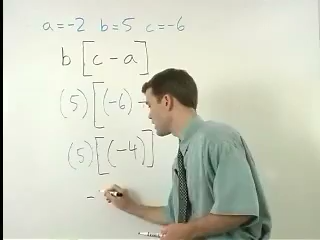 a=-2 b=5 c=-6
b[c-a]
(5)[(-6)
(5)[(-4)]
-